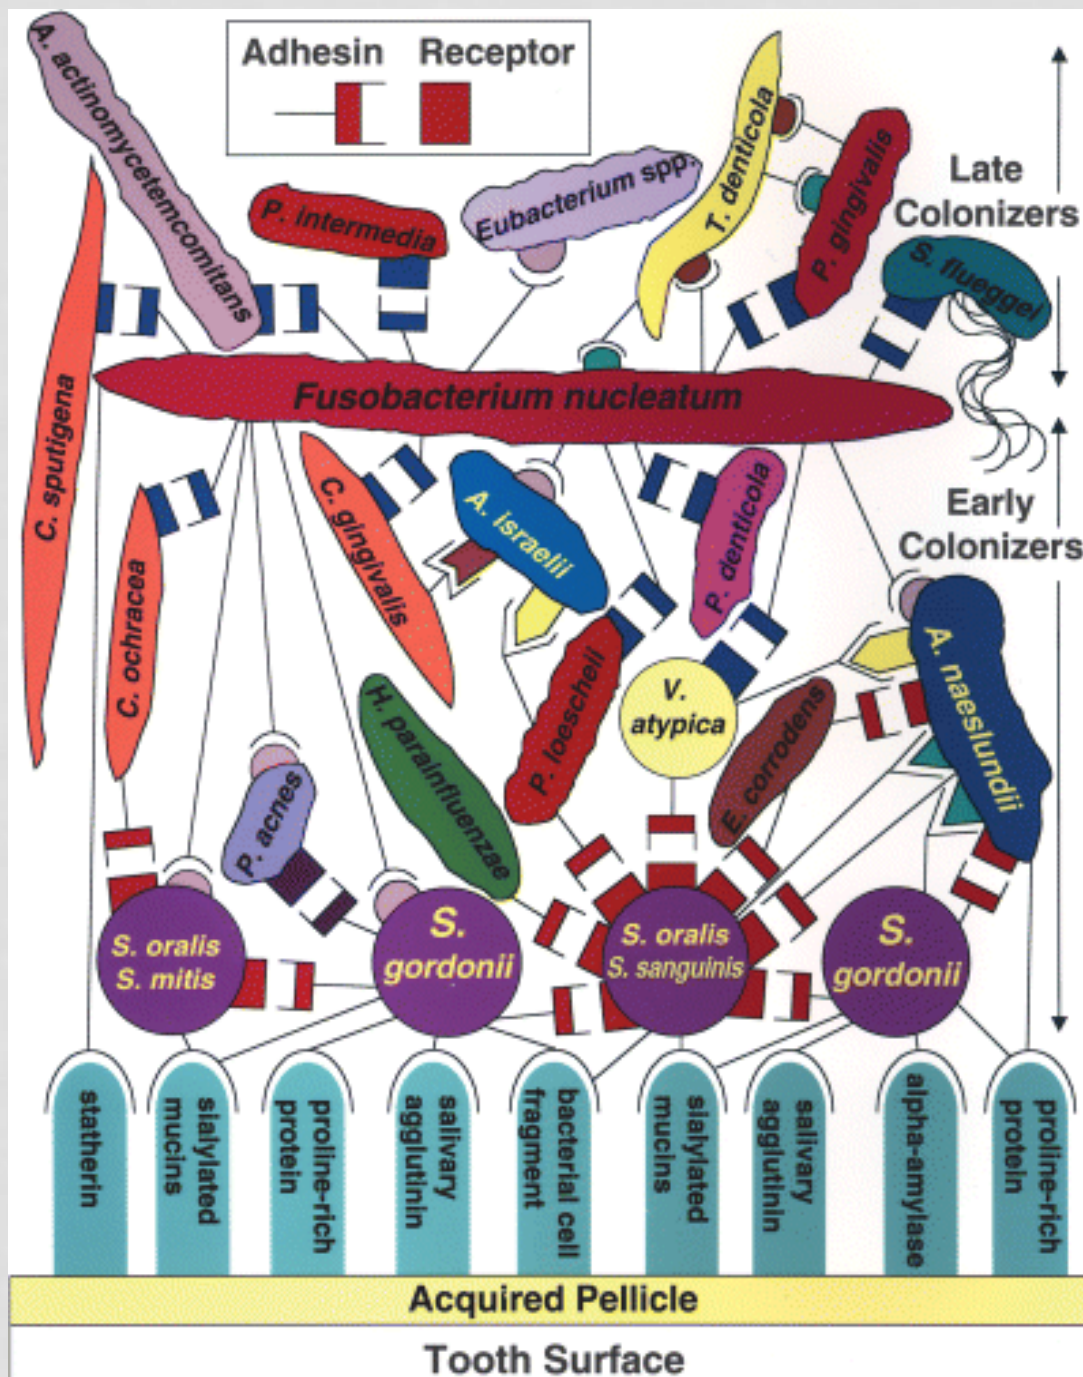 A. actinomycetemcomitans
Adhesin Receptor
P. intermedia
Eubacterium spp.
T. denticola
P. gingivalis
Late
Colonizers
S. flueggei
Fusobacterium nucleatum
C. sputigena
C. ochracea
C. gingivalis
A. israelii
P. denticola
Early
Colonizers
P. loescheii
V.
atypica
E. corrodens
A. naeslundii
H. parainfluenzae
P. acnes
S. oralis
S. mitis
S.
gordonii
S. oralis
S. sanguinis
S.
gordonii
statherin
sialylated
mucins
proline-rich
protein
salivary
agglutinin
bacterial cell
fragment
sialylated
mucins
salivary
agglutinin
alpha-amylase
proline-rich
protein
Acquired Pellicle
Tooth Surface